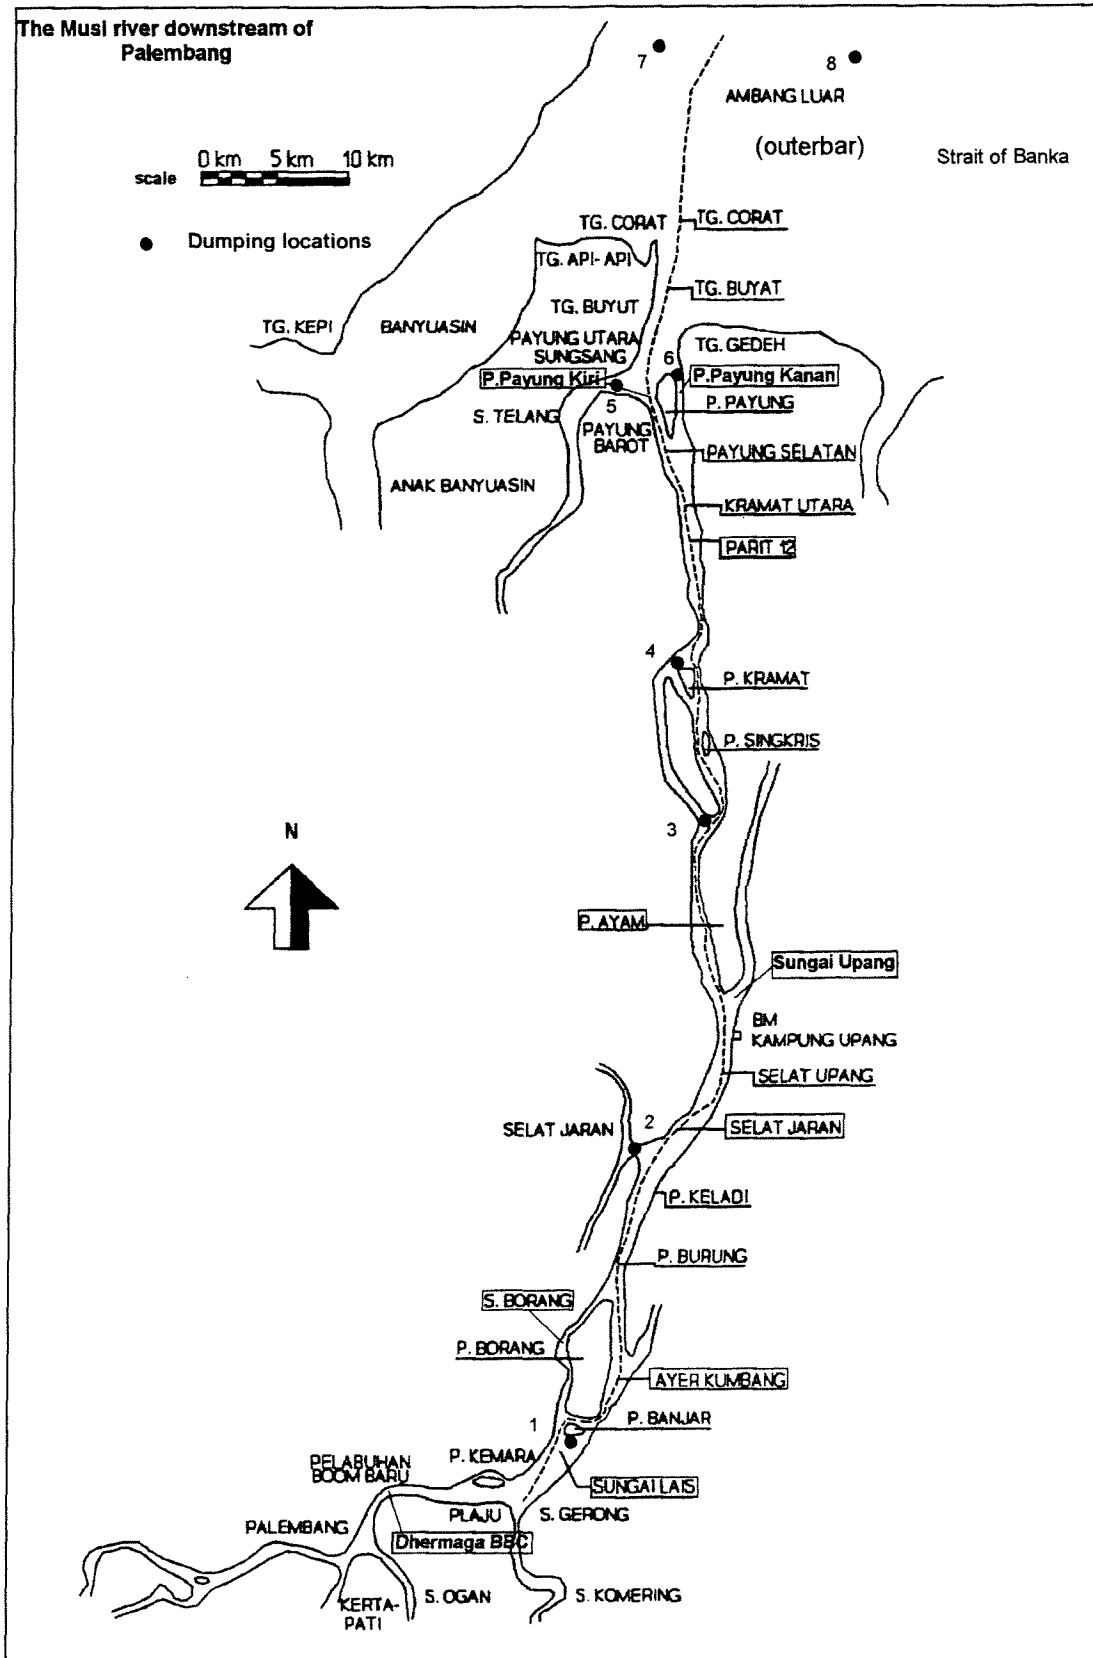 The Musi river downstream of
Palembang
7
8
AMBANG LUAR
(outerbar)
Strait of Banka
0 km 5 km 10 km
scale
Dumping locations
TG. CORAT
TG. CORAT
TG. API-API
TG. BUYAT
TG. BUYUT
TG. KEPI
BANYUASIN
PAYUNG UTARA
SUNGSANG
TG. GEDEH
6
P.Payung Kiri
P.Payung Kanan
5
P. PAYUNG
S. TELANG
PAYUNG
BAROT
PAYUNG SELATAN
ANAK BANYUASIN
KRAMAT UTARA
PARIT 12
4
P. KRAMAT
P. SINGKRIS
3
N
P. AYAM
Sungai Upang
BM
KAMPUNG UPANG
SELAT UPANG
2
SELAT JARAN
SELAT JARAN
P. KELADI
P. BURUNG
S. BORANG
P. BORANG
AYER KUMBANG
1
P. BANJAR
P. KEMARA
PELABUHAN
BOOM BARU
SUNGAI LAIS
PLAJU
S. GERONG
PALEMBANG
Dhermaga BBC
S. OGAN
S. KOMERING
KERTA-
PATI